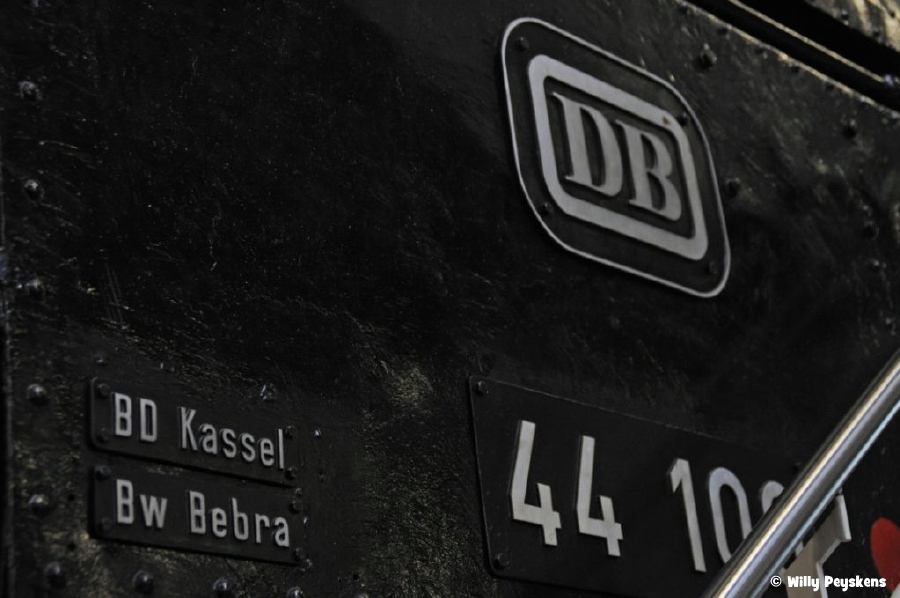 DB
BD Kassel
Bw Bebra
44 10
© Willy Peyskens